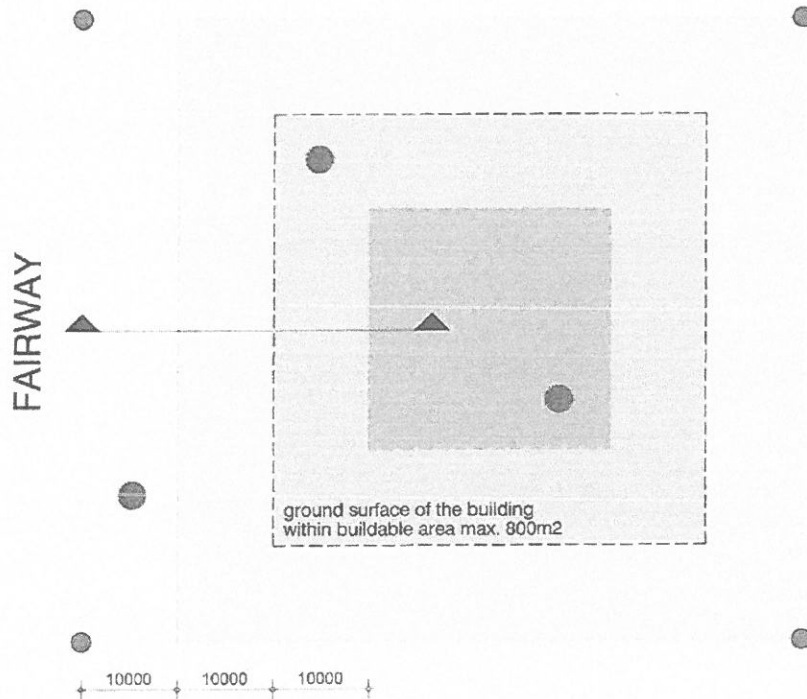 FAIRWAY
ground surface of the building
within buildable area max. 800m2
10000 10000 10000